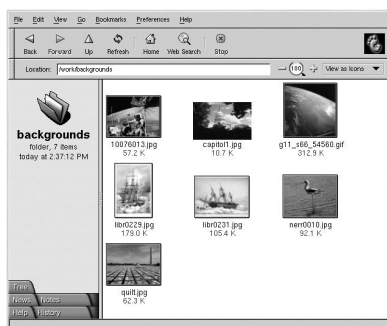 File Edit View Go Bookmarks Preferences Help
Back Forward Up Refresh Home Web Search Stop
Location: /work/backgrounds 100 View as Icons
backgrounds
folder, 7 items
today at 2:37:12 PM
10076013.jpg capitol1.jpg g11_s66_54560.gif
57.2 K 10.7 K 312.9 K
libr0229.jpg libr0231.jpg nerr0010.jpg
179.0 K 105.4 K 92.1 K
quilt.jpg
62.3 K
Tree
News Notes
Help History